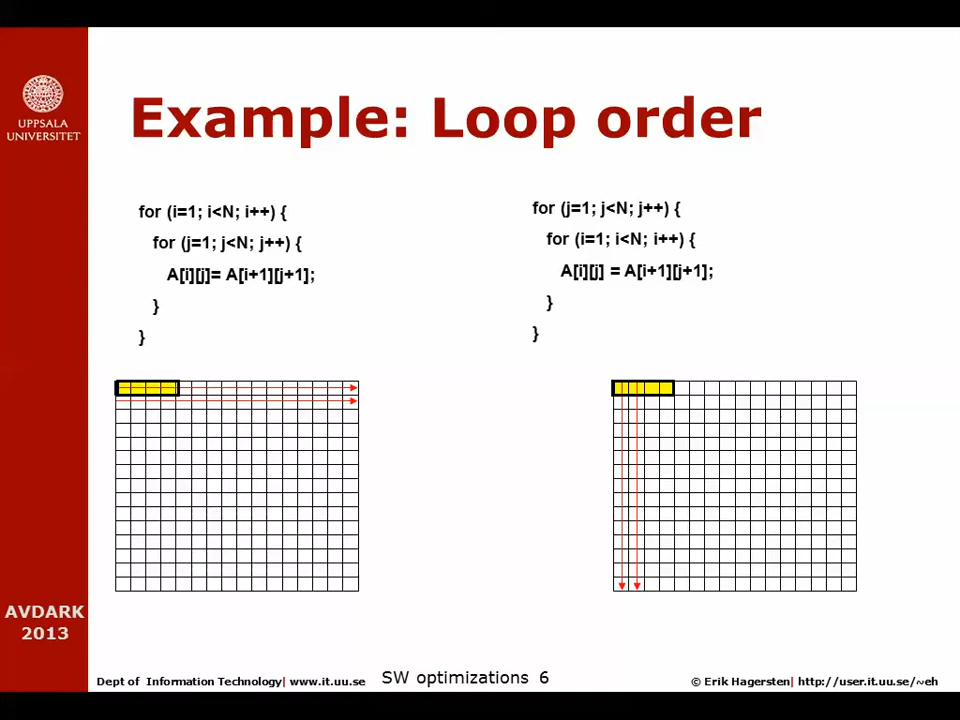 UPPSALA
UNIVERSITET
Example: Loop order
for (i=1; i<N; i++) {
for (j=1; j<N; j++) {
A[i][j]= A[i+1][j+1];
}
}
for (j=1; j<N; j++) {
for (i=1; i<N; i++) {
A[i][j] = A[i+1][j+1];
}
}
AVDARK
2013
Dept of Information Technology| www.it.uu.se
SW optimizations 6
© Erik Hagersten| http://user.it.uu.se/~eh